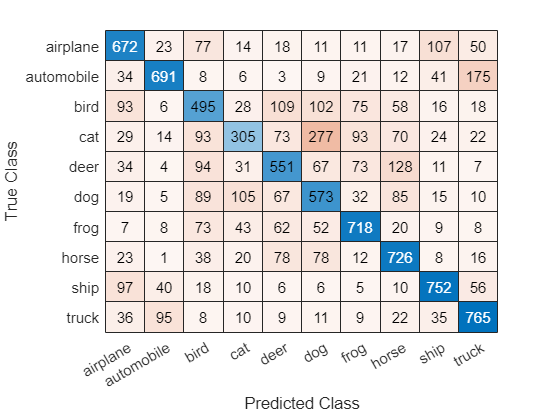 airplane 672 23 77 14 18 11 11 17 107 50
automobile 34 691 8 6 3 9 21 12 41 175
bird 93 6 495 28 109 102 75 58 16 18
cat 29 14 93 305 73 277 93 70 24 22
deer 34 4 94 31 551 67 73 128 11 7
dog 19 5 89 105 67 573 32 85 15 10
frog 7 8 73 43 62 52 718 20 9 8
horse 23 1 38 20 78 78 12 726 8 16
ship 97 40 18 10 6 6 5 10 752 56
truck 36 95 8 10 9 11 9 22 35 765
True Class
airplane automobile bird cat deer dog frog horse ship truck
Predicted Class